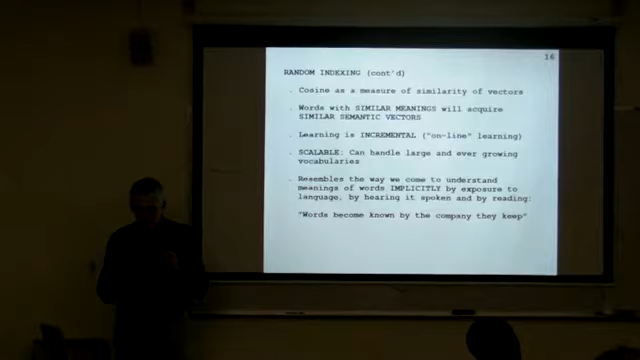 16
RANDOM INDEXING (cont'd)
. Cosine as a measure of similarity of vectors
. Words with SIMILAR MEANINGS will acquire
SIMILAR SEMANTIC VECTORS
. Learning is INCREMENTAL ("on-line" learning)
. SCALABLE: Can handle large and ever growing
vocabularies
. Resembles the way we come to understand
meanings of words IMPLICITLY by exposure to
language, by hearing it spoken and by reading:
"Words become known by the company they keep"